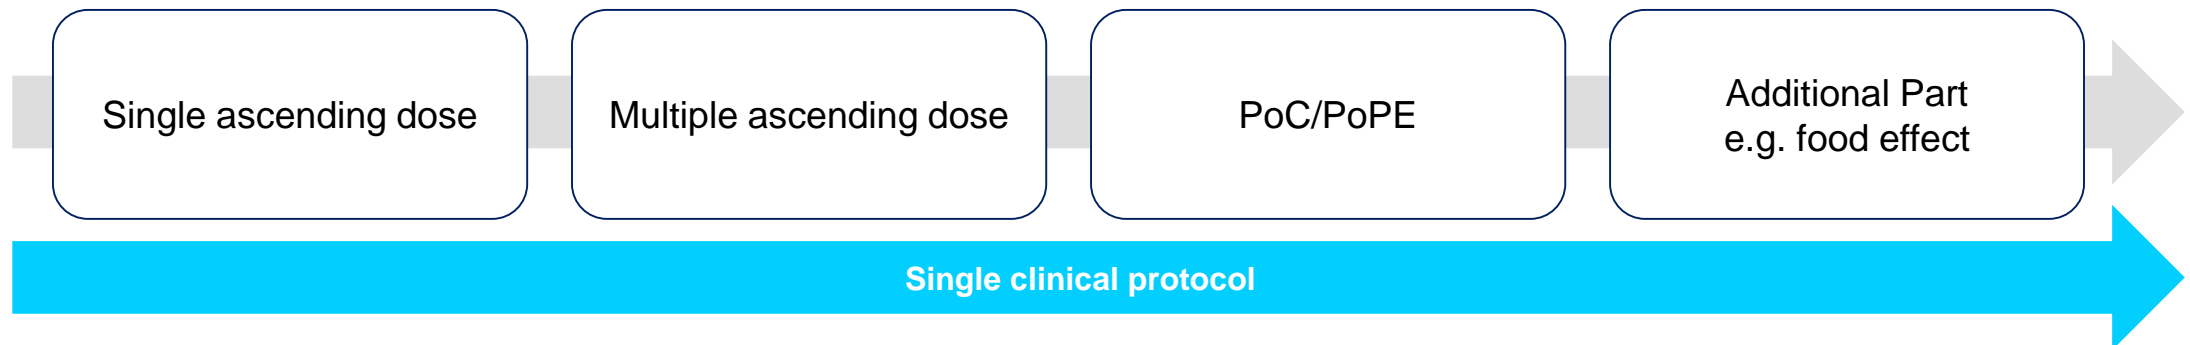 Single ascending dose
Multiple ascending dose
PoC/PoPE
Additional Part
e.g. food effect
Single clinical protocol